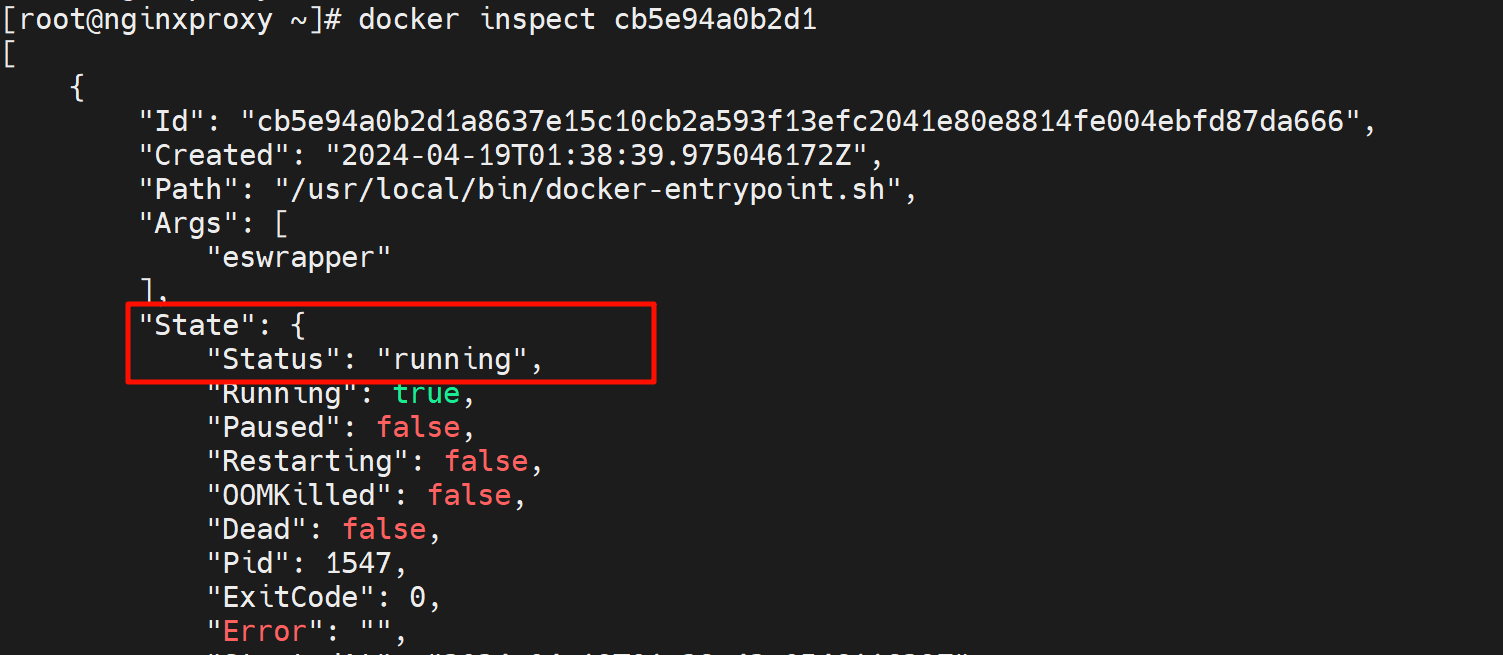 [root@nginxproxy ~]# docker inspect cb5e94a0b2d1
[
    {
        "Id": "cb5e94a0b2d1a8637e15c10cb2a593f13efc2041e80e8814fe004ebfd87da666",
        "Created": "2024-04-19T01:38:39.975046172Z",
        "Path": "/usr/local/bin/docker-entrypoint.sh",
        "Args": [
            "eswrapper"
        ],
        "State": {
            "Status": "running",
            "Running": true,
            "Paused": false,
            "Restarting": false,
            "OOMKilled": false,
            "Dead": false,
            "Pid": 1547,
            "ExitCode": 0,
            "Error": "",